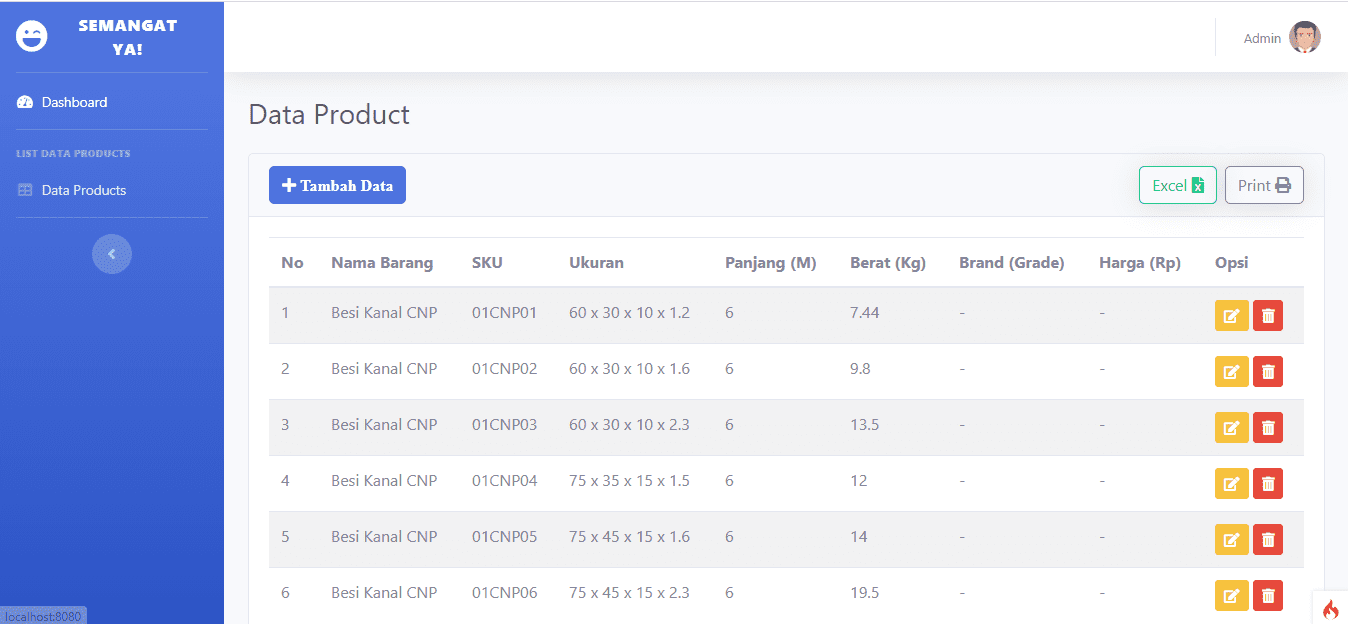 SEMANGAT
YA!
Admin
Dashboard
Data Product
LIST DATA PRODUCTS
Data Products
Tambah Data
Excel
Print
No Nama Barang SKU Ukuran Panjang (M) Berat (Kg) Brand (Grade) Harga (Rp) Opsi
1 Besi Kanal CNP 01CNP01 60 x 30 x 10 x 1.2 6 7.44 - -
2 Besi Kanal CNP 01CNP02 60 x 30 x 10 x 1.6 6 9.8 - -
3 Besi Kanal CNP 01CNP03 60 x 30 x 10 x 2.3 6 13.5 - -
4 Besi Kanal CNP 01CNP04 75 x 35 x 15 x 1.5 6 12 - -
5 Besi Kanal CNP 01CNP05 75 x 45 x 15 x 1.6 6 14 - -
6 Besi Kanal CNP 01CNP06 75 x 45 x 15 x 2.3 6 19.5 - -
localhost:8080